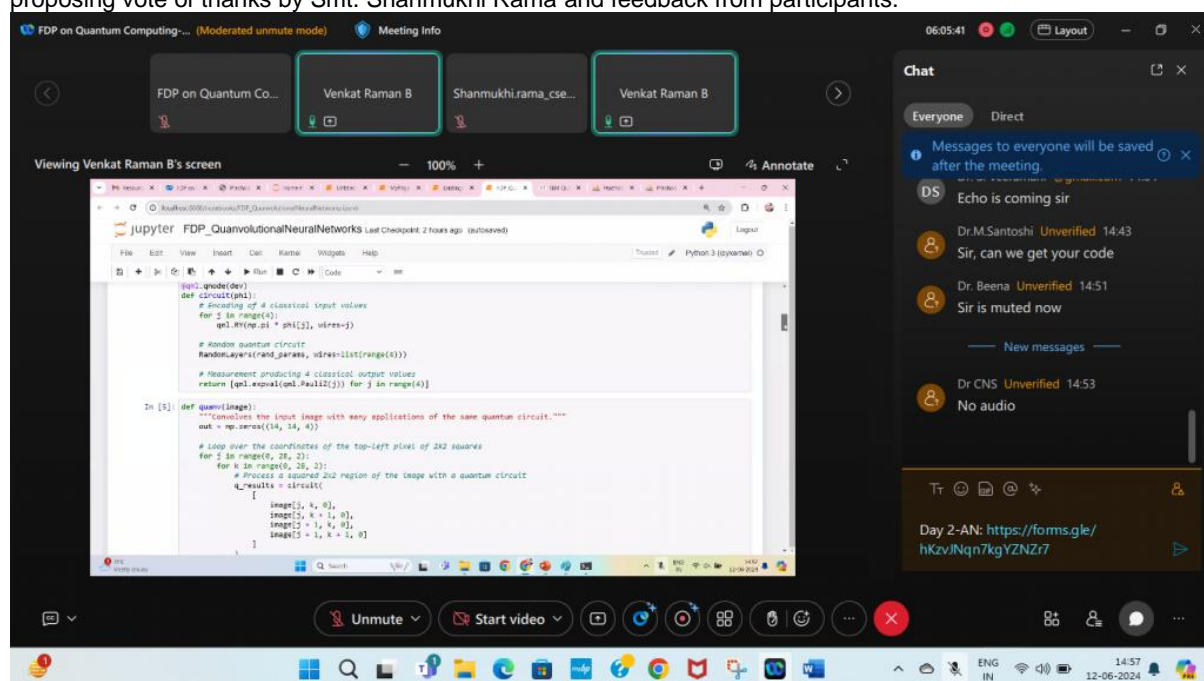 proposing vote of thanks by Smt. Shanmukhi Rama and feedback from participants.
FDP on Quantum Computing-... (Moderated unmute mode) Meeting Info 06:05:41 Layout
FDP on Quantum Co... Venkat Raman B Shanmukhi.rama_cse... Venkat Raman B
Viewing Venkat Raman B's screen 100% + Annotate
jupyter FDP_QuanvolutionalNeuralNetworks Last Checkpoint: 2 hours ago (autosaved) Logout
File Edit View Insert Cell Kernel Widgets Help Trusted Python 3 (ipykernel)
Run Code
@qml.qnode(dev)
def circuit(phi):
# Encoding of 4 classical input values
for j in range(4):
qml.RY(np.pi * phi[j], wires=j)
# Random quantum circuit
RandomLayers(rand_params, wires=list(range(4)))
# Measurement producing 4 classical output values
return [qml.expval(qml.PauliZ(j)) for j in range(4)]
In [5]: def quanv(image):
"""Convolves the input image with many applications of the same quantum circuit."""
out = np.zeros((14, 14, 4))
# Loop over the coordinates of the top-left pixel of 2X2 squares
for j in range(0, 28, 2):
for k in range(0, 28, 2):
# Process a squared 2x2 region of the image with a quantum circuit
q_results = circuit(
[
image[j, k, 0],
image[j, k + 1, 0],
image[j + 1, k, 0],
image[j + 1, k + 1, 0]
]
)
Search
Chat
Everyone Direct
Messages to everyone will be saved
after the meeting.
DS
Echo is coming sir
Dr.M.Santoshi Unverified 14:43
Sir, can we get your code
Dr. Beena Unverified 14:51
Sir is muted now
New messages
Dr CNS Unverified 14:53
No audio
Day 2-AN: https://forms.gle/
hKzvJNqn7kgYZNZr7
Unmute Start video
ENG
IN
14:57
12-06-2024